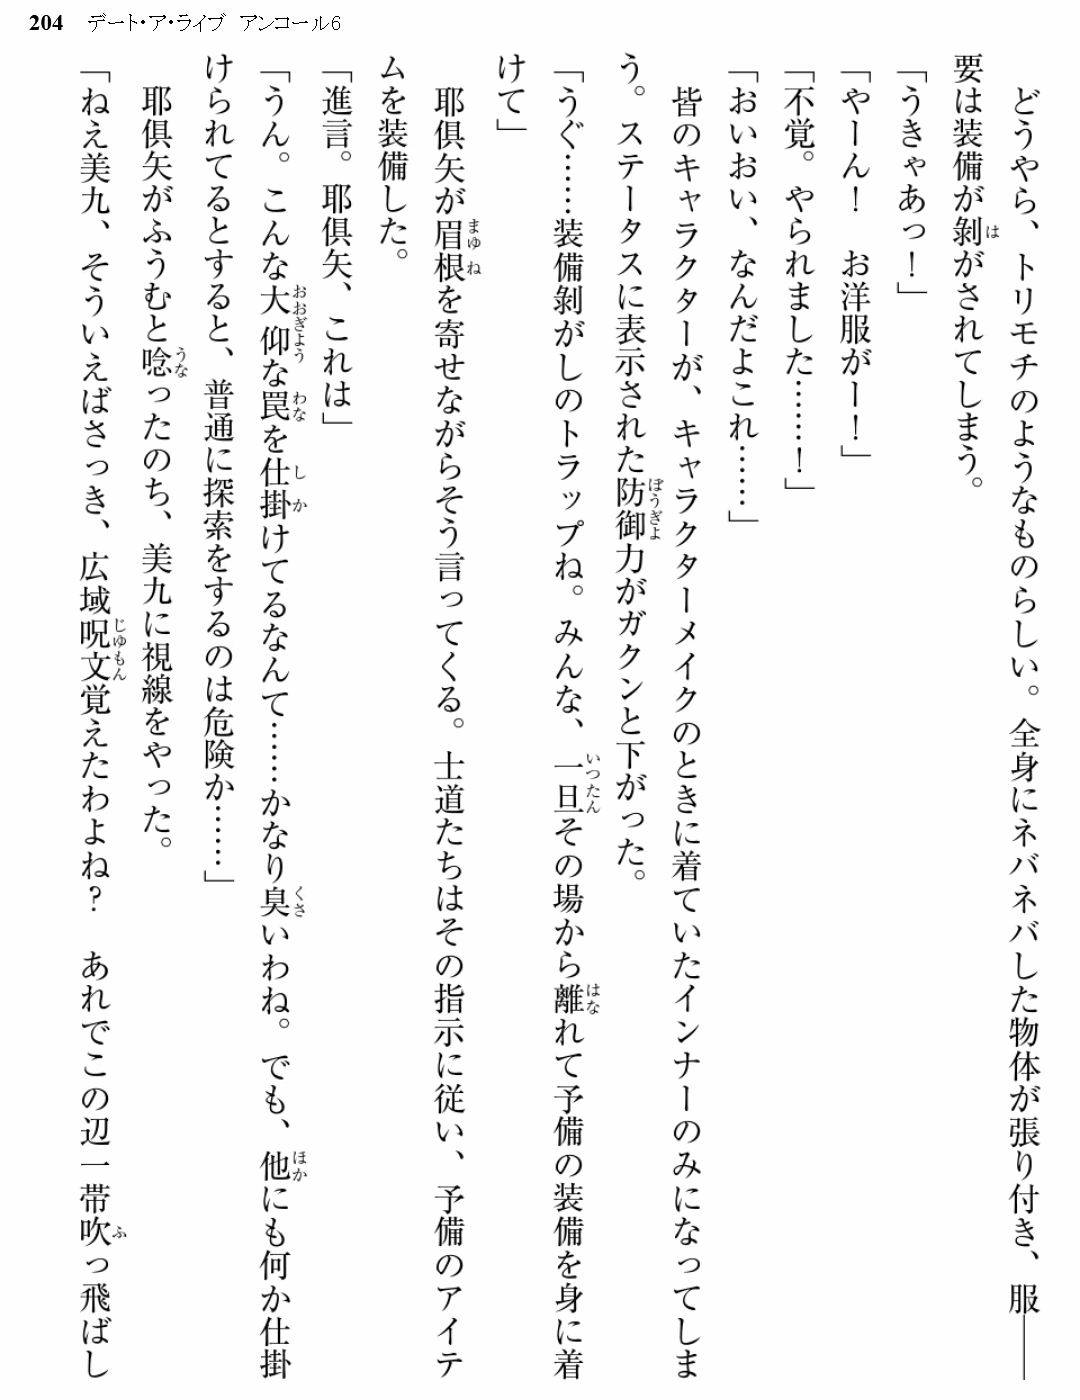 204 デート・ア・ライブ アンコール6
　どうやら、トリモチのようなものらしい。全身にネバネバした物体が張り付き、服――
要は装備が剝がされてしまう。
「うきゃあっ！」
「やーん！　お洋服がー！」
「不覚。やられました……！」
「おいおい、なんだよこれ……」
　皆のキャラクターが、キャラクターメイクのときに着ていたインナーのみになってしま
う。ステータスに表示された防御力がガクンと下がった。
「うぐ……装備剝がしのトラップね。みんな、一旦その場から離れて予備の装備を身に着
けて」
　耶俱矢が眉根を寄せながらそう言ってくる。士道たちはその指示に従い、予備のアイテ
ムを装備した。
「進言。耶俱矢、これは」
「うん。こんな大仰な罠を仕掛けてるなんて……かなり臭いわね。でも、他にも何か仕掛
けられてるとすると、普通に探索をするのは危険か……」
　耶俱矢がふうむと唸ったのち、美九に視線をやった。
「ねえ美九、そういえばさっき、広域呪文覚えたわよね？　あれでこの辺一帯吹っ飛ばし